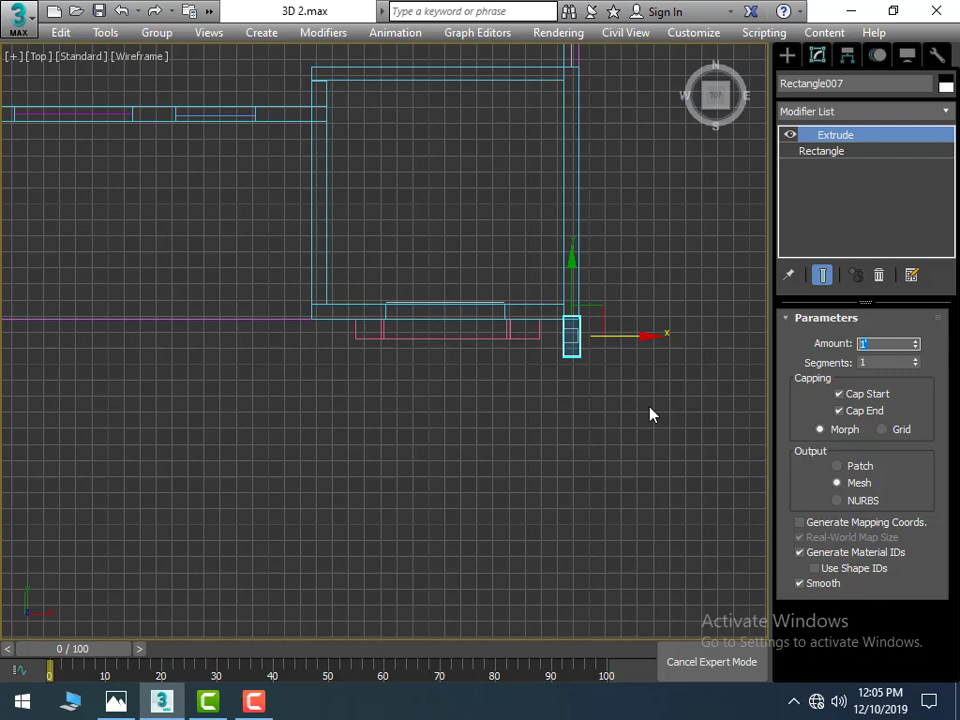 3D 2.max
Type a keyword or phrase
Sign In
3
MAX
Edit Tools Group Views Create Modifiers Animation Graph Editors Rendering Civil View Customize Scripting Content Help
[+] [Top] [Standard] [Wireframe]
N
W TOP E
S
Rectangle007
Modifier List
Extrude
Rectangle
Parameters
Amount: 1'
Segments: 1
Capping
Cap Start
Cap End
Morph Grid
Output
Patch
Mesh
NURBS
Generate Mapping Coords.
Real-World Map Size
Generate Material IDs
Use Shape IDs
Smooth
x
Activate Windows
Go to Settings to activate Windows.
< 0 / 100 >
Cancel Expert Mode
0 10 20 30 40 50 60 70 80 90 100
12:05 PM
12/10/2019